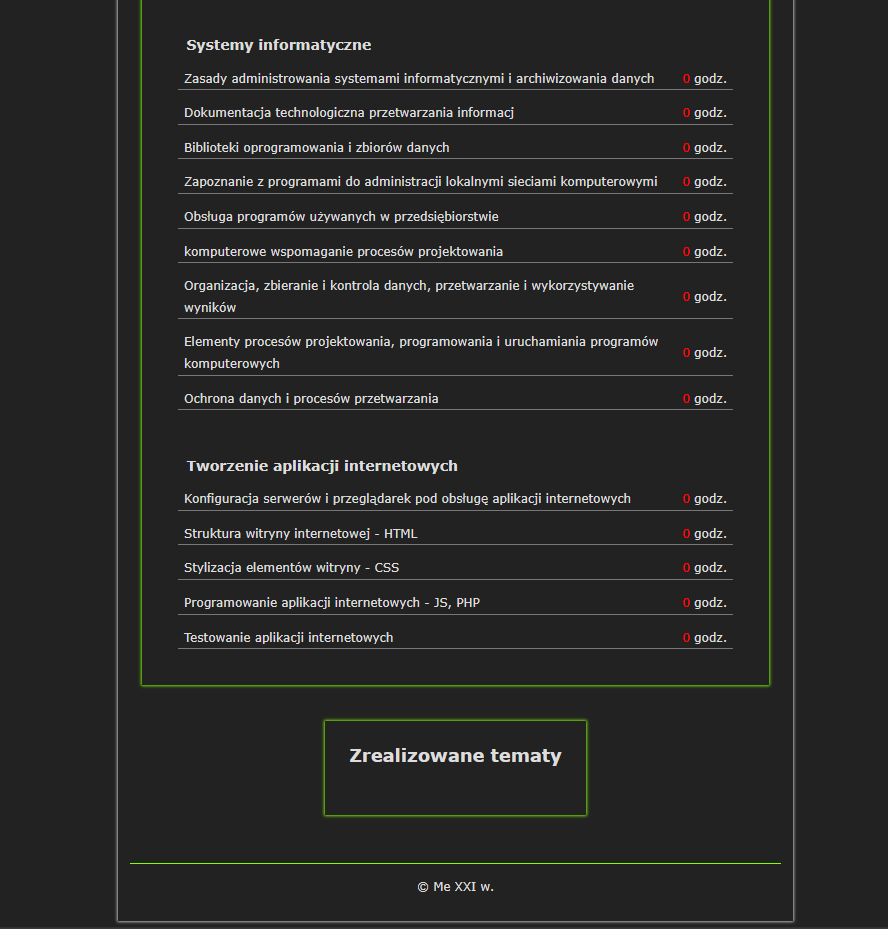 Systemy informatyczne
Zasady administrowania systemami informatycznymi i archiwizowania danych 0 godz.
Dokumentacja technologiczna przetwarzania informacj 0 godz.
Biblioteki oprogramowania i zbiorów danych 0 godz.
Zapoznanie z programami do administracji lokalnymi sieciami komputerowymi 0 godz.
Obsługa programów używanych w przedsiębiorstwie 0 godz.
komputerowe wspomaganie procesów projektowania 0 godz.
Organizacja, zbieranie i kontrola danych, przetwarzanie i wykorzystywanie
wyników 0 godz.
Elementy procesów projektowania, programowania i uruchamiania programów
komputerowych 0 godz.
Ochrona danych i procesów przetwarzania 0 godz.
Tworzenie aplikacji internetowych
Konfiguracja serwerów i przeglądarek pod obsługę aplikacji internetowych 0 godz.
Struktura witryny internetowej - HTML 0 godz.
Stylizacja elementów witryny - CSS 0 godz.
Programowanie aplikacji internetowych - JS, PHP 0 godz.
Testowanie aplikacji internetowych 0 godz.
Zrealizowane tematy
© Me XXI w.